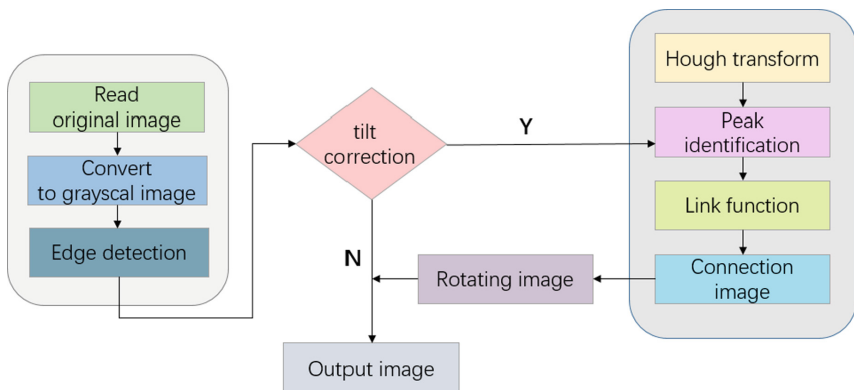 Read
original image
Convert
to grayscal image
Edge detection
tilt
correction
Y
N
Hough transform
Peak
identification
Link function
Connection
image
Rotating image
Output image